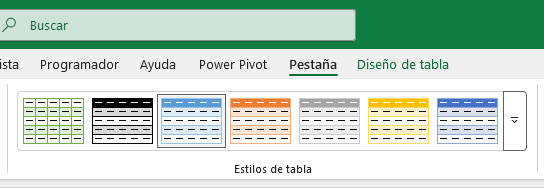 Buscar
ista Programador Ayuda Power Pivot Pestaña Diseño de tabla
Estilos de tabla